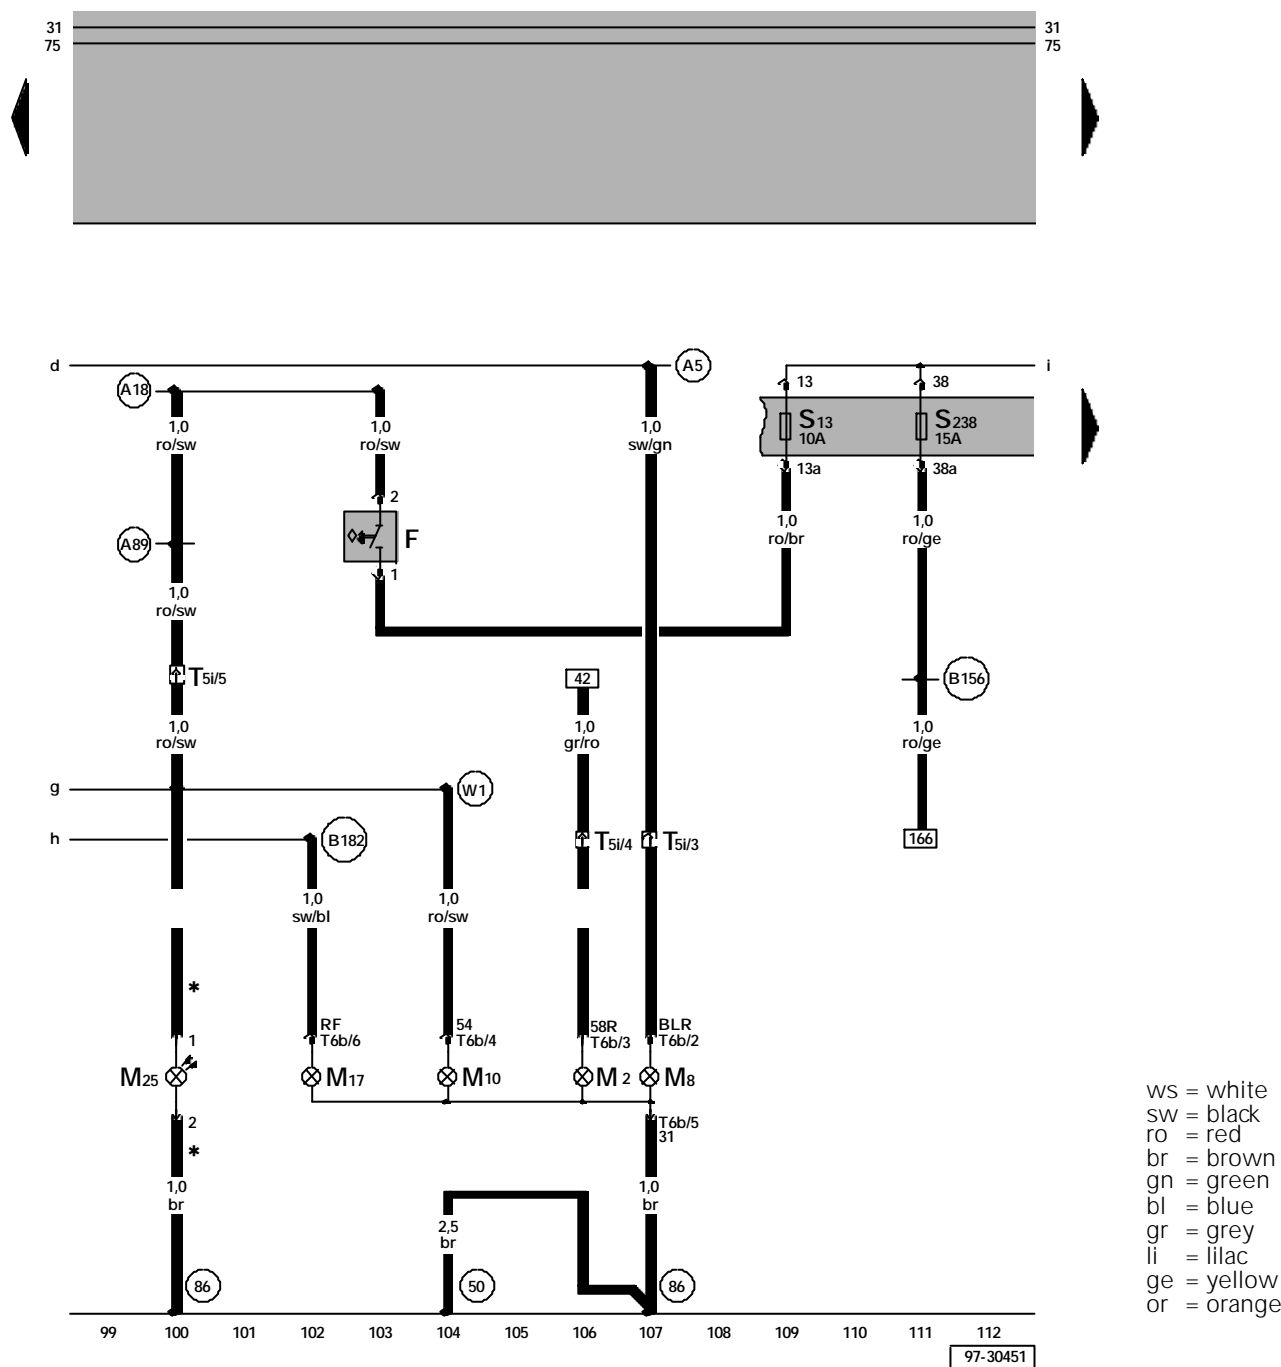 31 31
75 75
d A5 i
A18 13 38
1,0 1,0 1,0 S13 S238
ro/sw ro/sw sw/gn 10A 15A
13a 38a
2
1,0 1,0
A89 F ro/br ro/ge
1
1,0
ro/sw
T5i/5 42 B156
1,0 1,0 1,0
ro/sw gr/ro ro/ge
g W1
h B182 T5i/4 T5i/3 166
1,0 1,0
sw/bl ro/sw
*
RF 54 58R BLR
1 T6b/6 T6b/4 T6b/3 T6b/2
M25 M17 M10 M2 M8
2 T6b/5
31
*
1,0 1,0
br br
2,5
br
86 50 86
99 100 101 102 103 104 105 106 107 108 109 110 111 112
97-30451
ws = white
sw = black
ro = red
br = brown
gn = green
bl = blue
gr = grey
li = lilac
ge = yellow
or = orange